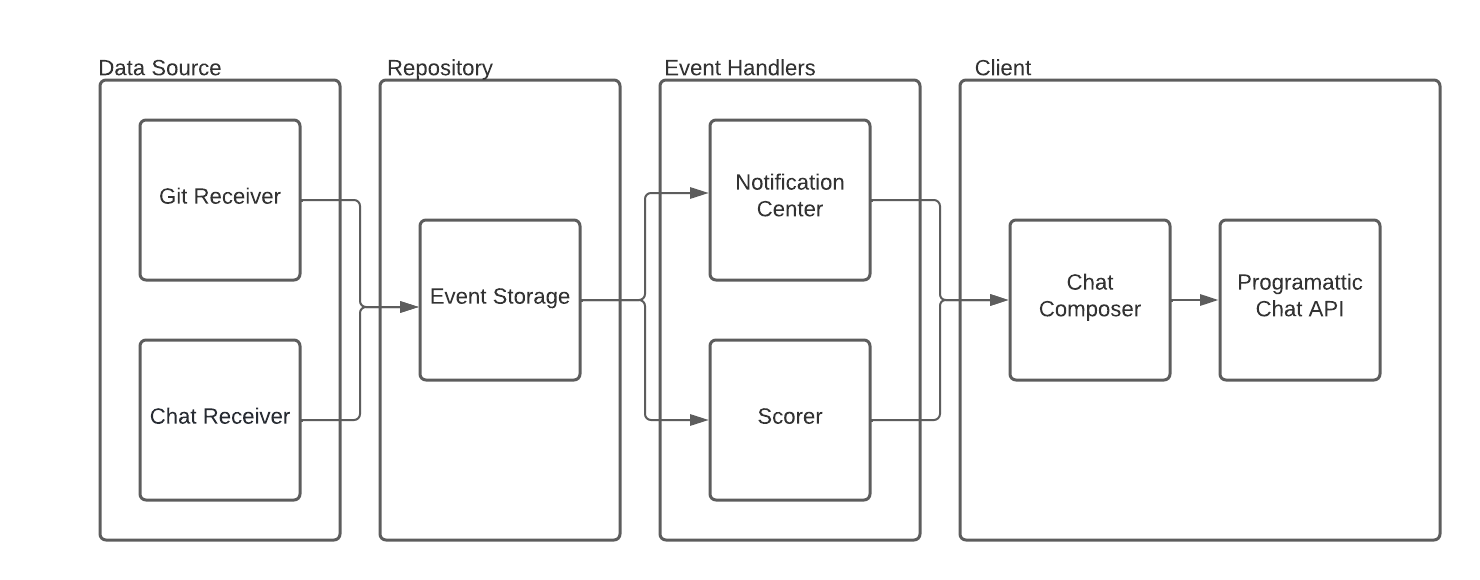 Data Source
Repository
Event Handlers
Client
Git Receiver
Chat Receiver
Event Storage
Notification
Center
Scorer
Chat
Composer
Programattic
Chat API